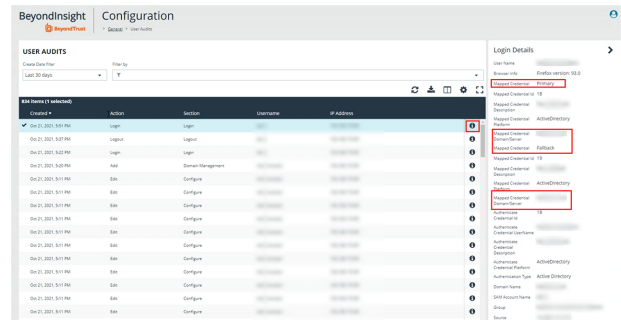 BeyondInsight
BeyondTrust
Configuration
General > User Audits
USER AUDITS
Create Date Filter
Filter by
Last 30 days
834 items (1 selected)
Created Action Section Username IP Address
Oct 21, 2021, 5:51 PM Login Login
Oct 21, 2021, 5:37 PM Logout Logout
Oct 21, 2021, 5:22 PM Login Login
Oct 21, 2021, 5:20 PM Add Domain Management
Oct 21, 2021, 5:11 PM Edit Configure
Oct 21, 2021, 5:11 PM Edit Configure
Oct 21, 2021, 5:11 PM Edit Configure
Oct 21, 2021, 5:11 PM Edit Configure
Oct 21, 2021, 5:11 PM Edit Configure
Oct 21, 2021, 5:11 PM Edit Configure
Oct 21, 2021, 5:11 PM Edit Configure
Oct 21, 2021, 5:11 PM Edit Configure
Oct 21, 2021, 5:11 PM Edit Configure
Oct 21, 2021, 5:11 PM Edit Configure
Login Details
User Name
Browser Info Firefox version: 93.0
Mapped Credential Primary
Mapped Credential Id 18
Mapped Credential
Description
Mapped Credential ActiveDirectory
Platform
Mapped Credential
Domain/Server
Mapped Credential Fallback
Mapped Credential Id 19
Mapped Credential
Description
Mapped Credential ActiveDirectory
Platform
Mapped Credential
Domain/Server
Authenticate 18
Credential Id
Authenticate
Credential UserName
Authenticate
Credential
Description
Authenticate ActiveDirectory
Credential Platform
Authentication Type Active Directory
Domain Name
SAM Account Name
Group
Source